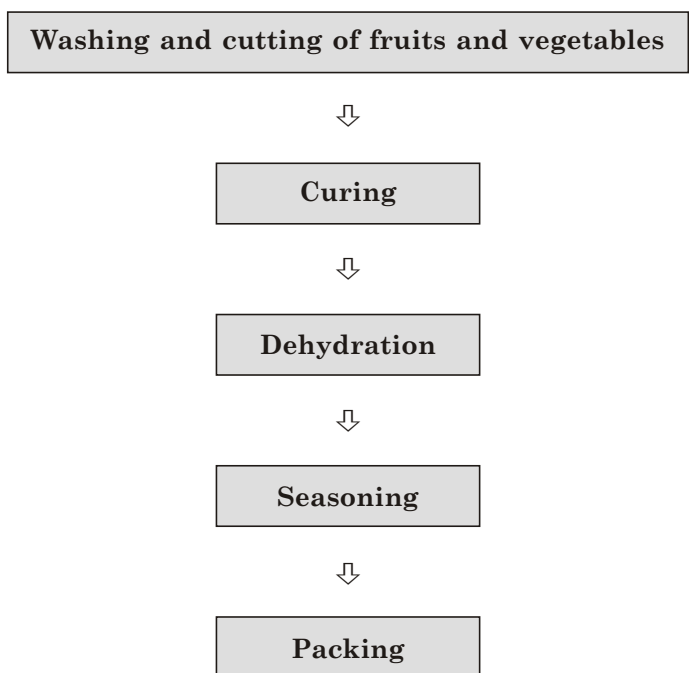 Washing and cutting of fruits and vegetables
Curing
Dehydration
Seasoning
Packing